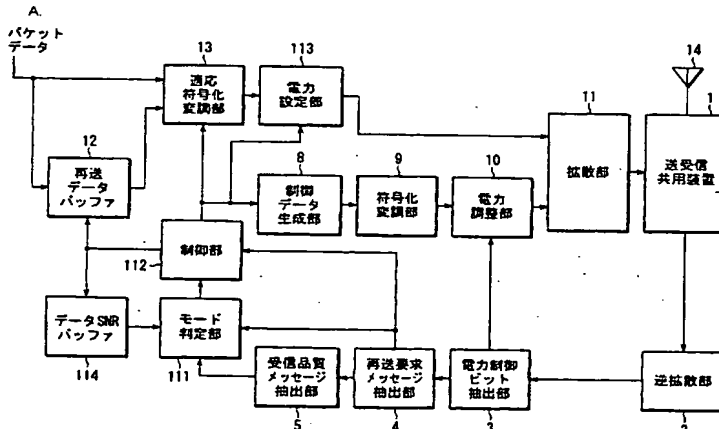 A.
パケット
データ
13
適応
符号化
変調部
113
電力
設定部
14
11
拡散部
1
送受信
共用装置
12
再送
データ
バッファ
8
制御
データ
生成部
9
符号化
変調部
10
電力
調整部
制御部
112
データSNR
バッファ
114
モード
判定部
111
受信品質
メッセージ
抽出部
5
再送要求
メッセージ
抽出部
4
電力制御
ビット
抽出部
3
逆拡散部
2